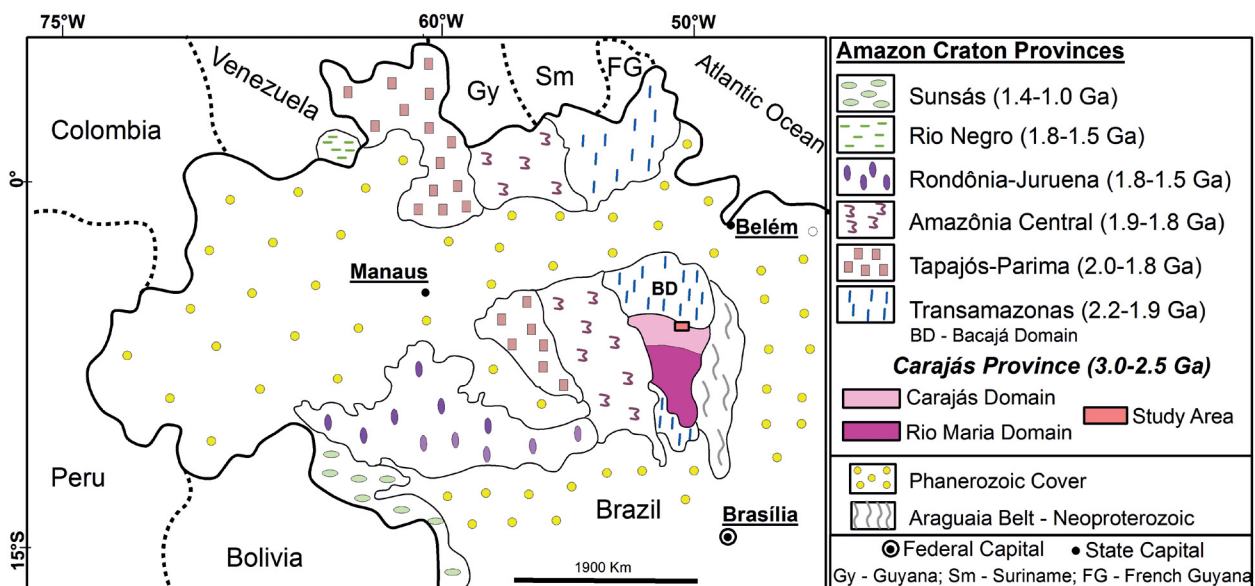 75°W
60°W
50°W
Venezuela
Gy
Sm
FG
Atlantic Ocean
Colombia
0°
Belém
Manaus
BD
Peru
Brazil
Brasília
15°S
Bolivia
1900 Km
Amazon Craton Provinces
Sunsás (1.4-1.0 Ga)
Rio Negro (1.8-1.5 Ga)
Rondônia-Juruena (1.8-1.5 Ga)
Amazônia Central (1.9-1.8 Ga)
Tapajós-Parima (2.0-1.8 Ga)
Transamazonas (2.2-1.9 Ga)
BD - Bacajá Domain
Carajás Province (3.0-2.5 Ga)
Carajás Domain
Study Area
Rio Maria Domain
Phanerozoic Cover
Araguaia Belt - Neoproterozoic
Federal Capital
State Capital
Gy - Guyana; Sm - Suriname; FG - French Guyana